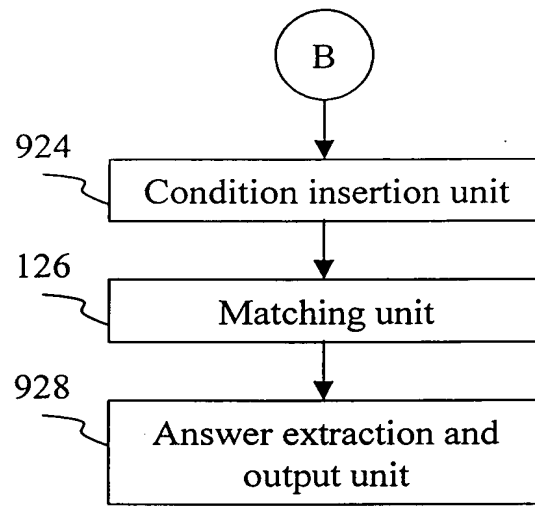 B
924
Condition insertion unit
126
Matching unit
928
Answer extraction and
output unit